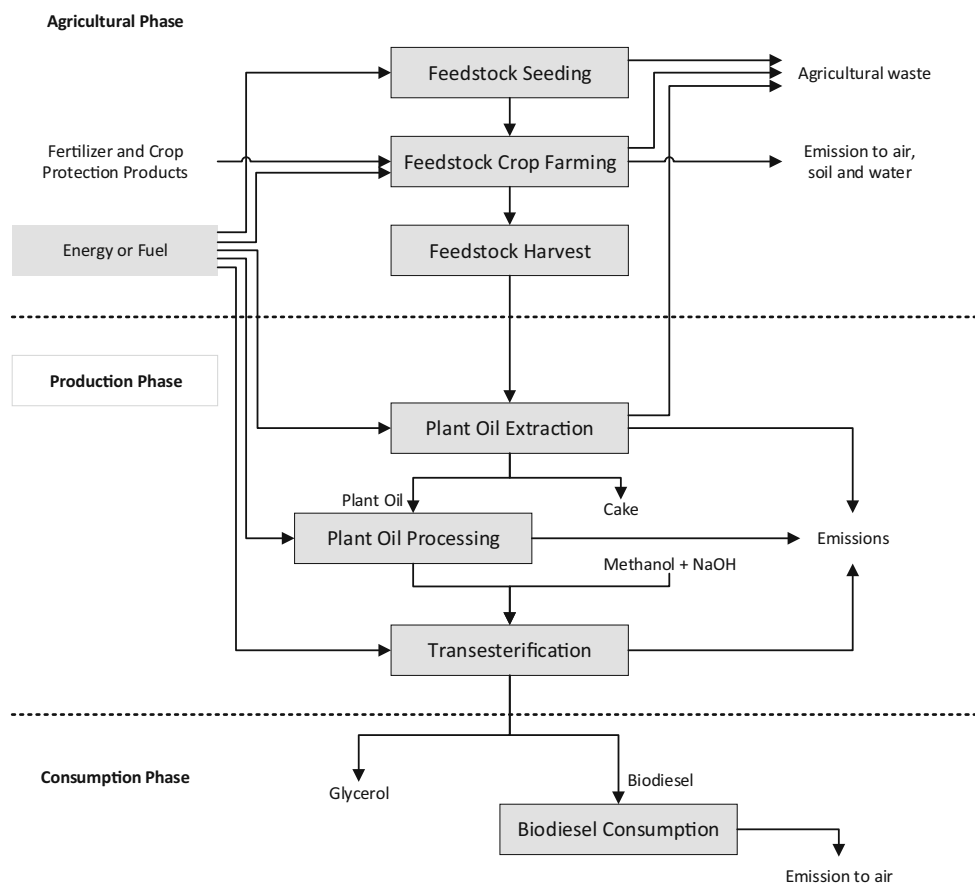 Agricultural Phase
Feedstock Seeding
Agricultural waste
Fertilizer and Crop
Protection Products
Feedstock Crop Farming
Emission to air,
soil and water
Energy or Fuel
Feedstock Harvest
Production Phase
Plant Oil Extraction
Plant Oil
Cake
Plant Oil Processing
Emissions
Methanol + NaOH
Transesterification
Consumption Phase
Glycerol
Biodiesel
Biodiesel Consumption
Emission to air